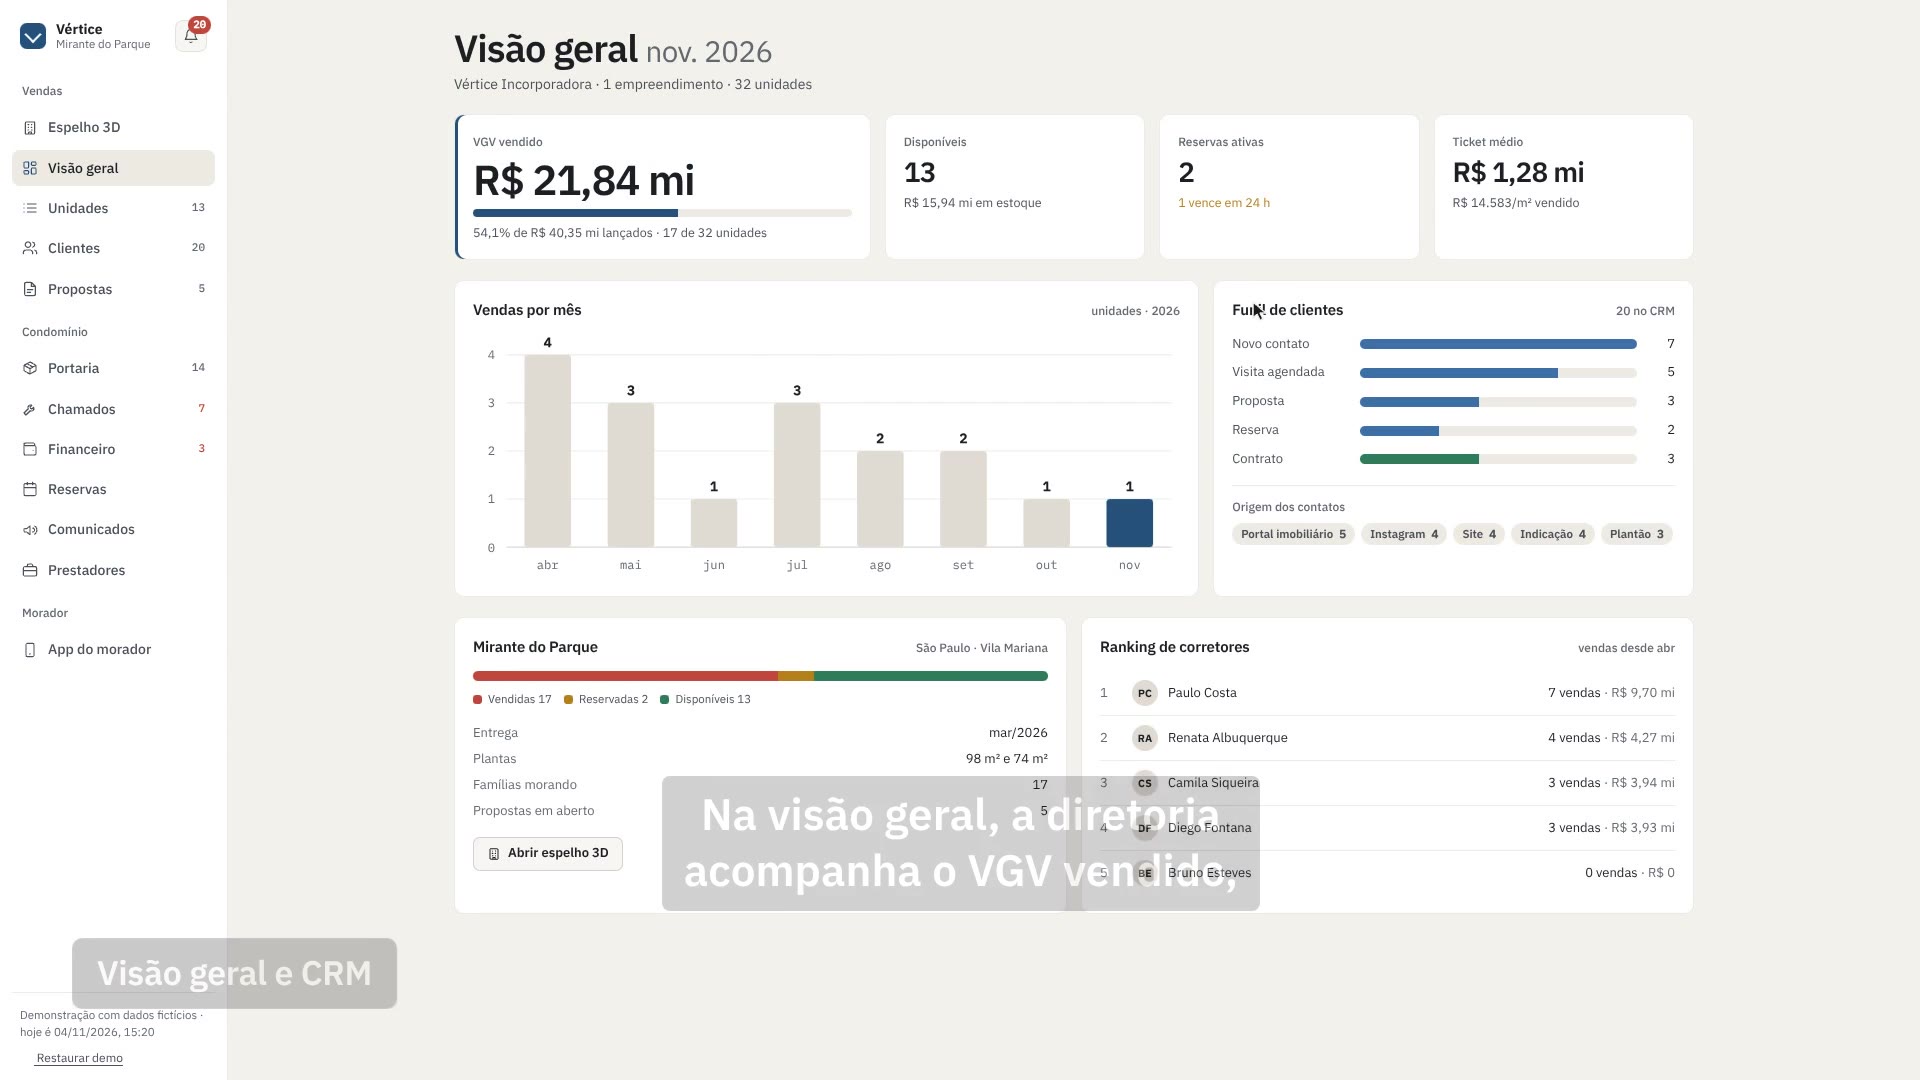 Vértice
Mirante do Parque
20
Vendas
Espelho 3D
Visão geral
Unidades 13
Clientes 20
Propostas 5
Condomínio
Portaria 14
Chamados 7
Financeiro 3
Reservas
Comunicados
Prestadores
Morador
App do morador
Demonstração com dados fictícios ·
hoje é 04/11/2026, 15:20
Restaurar demo
Visão geral nov. 2026
Vértice Incorporadora · 1 empreendimento · 32 unidades
VGV vendido
R$ 21,84 mi
54,1% de R$ 40,35 mi lançados · 17 de 32 unidades
Disponíveis
13
R$ 15,94 mi em estoque
Reservas ativas
2
1 vence em 24 h
Ticket médio
R$ 1,28 mi
R$ 14.583/m² vendido
Vendas por mês unidades · 2026
4
3
2
1
0
4 3 1 3 2 2 1 1
abr mai jun jul ago set out nov
Funil de clientes 20 no CRM
Novo contato 7
Visita agendada 5
Proposta 3
Reserva 2
Contrato 3
Origem dos contatos
Portal imobiliário 5 Instagram 4 Site 4 Indicação 4 Plantão 3
Mirante do Parque São Paulo · Vila Mariana
Vendidas 17 Reservadas 2 Disponíveis 13
Entrega mar/2026
Plantas 98 m² e 74 m²
Famílias morando 17
Propostas em aberto 5
Abrir espelho 3D
Ranking de corretores vendas desde abr
1 PC Paulo Costa 7 vendas · R$ 9,70 mi
2 RA Renata Albuquerque 4 vendas · R$ 4,27 mi
3 CS Camila Siqueira 3 vendas · R$ 3,94 mi
4 DF Diego Fontana 3 vendas · R$ 3,93 mi
5 BE Bruno Esteves 0 vendas · R$ 0
Na visão geral, a diretoria
acompanha o VGV vendido,
Visão geral e CRM